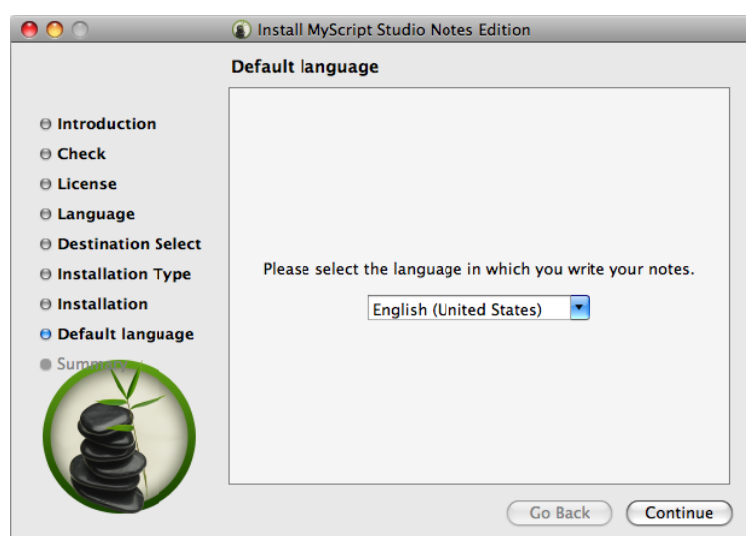 Install MyScript Studio Notes Edition
Default language
Introduction
Check
License
Language
Destination Select
Installation Type
Installation
Default language
Summary
Please select the language in which you write your notes.
English (United States)
Go Back
Continue